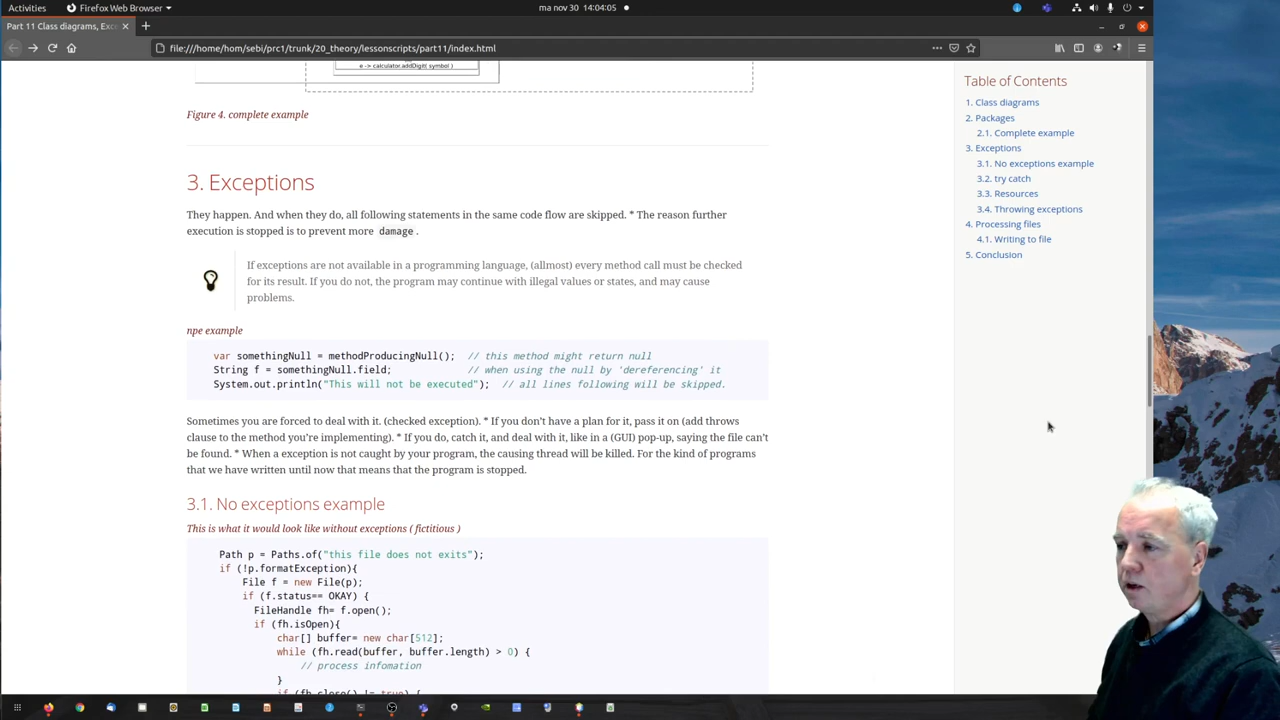 Activities
Firefox Web Browser
ma nov 30 14:04:05
Part 11 Class diagrams, Exc
file:///home/hom/sebi/prc1/trunk/20_theory/lessonscripts/part11/index.html
e -> calculator.addDigit( symbol )
Figure 4. complete example
3. Exceptions
They happen. And when they do, all following statements in the same code flow are skipped. * The reason further
execution is stopped is to prevent more damage .
If exceptions are not available in a programming language, (allmost) every method call must be checked
for its result. If you do not, the program may continue with illegal values or states, and may cause
problems.
npe example
var somethingNull = methodProducingNull(); // this method might return null
String f = somethingNull.field; // when using the null by 'dereferencing' it
System.out.println("This will not be executed"); // all lines following will be skipped.
Sometimes you are forced to deal with it. (checked exception). * If you don't have a plan for it, pass it on (add throws
clause to the method you're implementing). * If you do, catch it, and deal with it, like in a (GUI) pop-up, saying the file can't
be found. * When a exception is not caught by your program, the causing thread will be killed. For the kind of programs
that we have written until now that means that the program is stopped.
3.1. No exceptions example
This is what it would look like without exceptions ( fictitious )
Path p = Paths.of("this file does not exits");
if (!p.formatException){
File f = new File(p);
if (f.status== OKAY) {
FileHandle fh= f.open();
if (fh.isOpen){
char[] buffer= new char[512];
while (fh.read(buffer, buffer.length) > 0) {
// process infomation
}
if (fh.close() != true) {
Table of Contents
1. Class diagrams
2. Packages
2.1. Complete example
3. Exceptions
3.1. No exceptions example
3.2. try catch
3.3. Resources
3.4. Throwing exceptions
4. Processing files
4.1. Writing to file
5. Conclusion